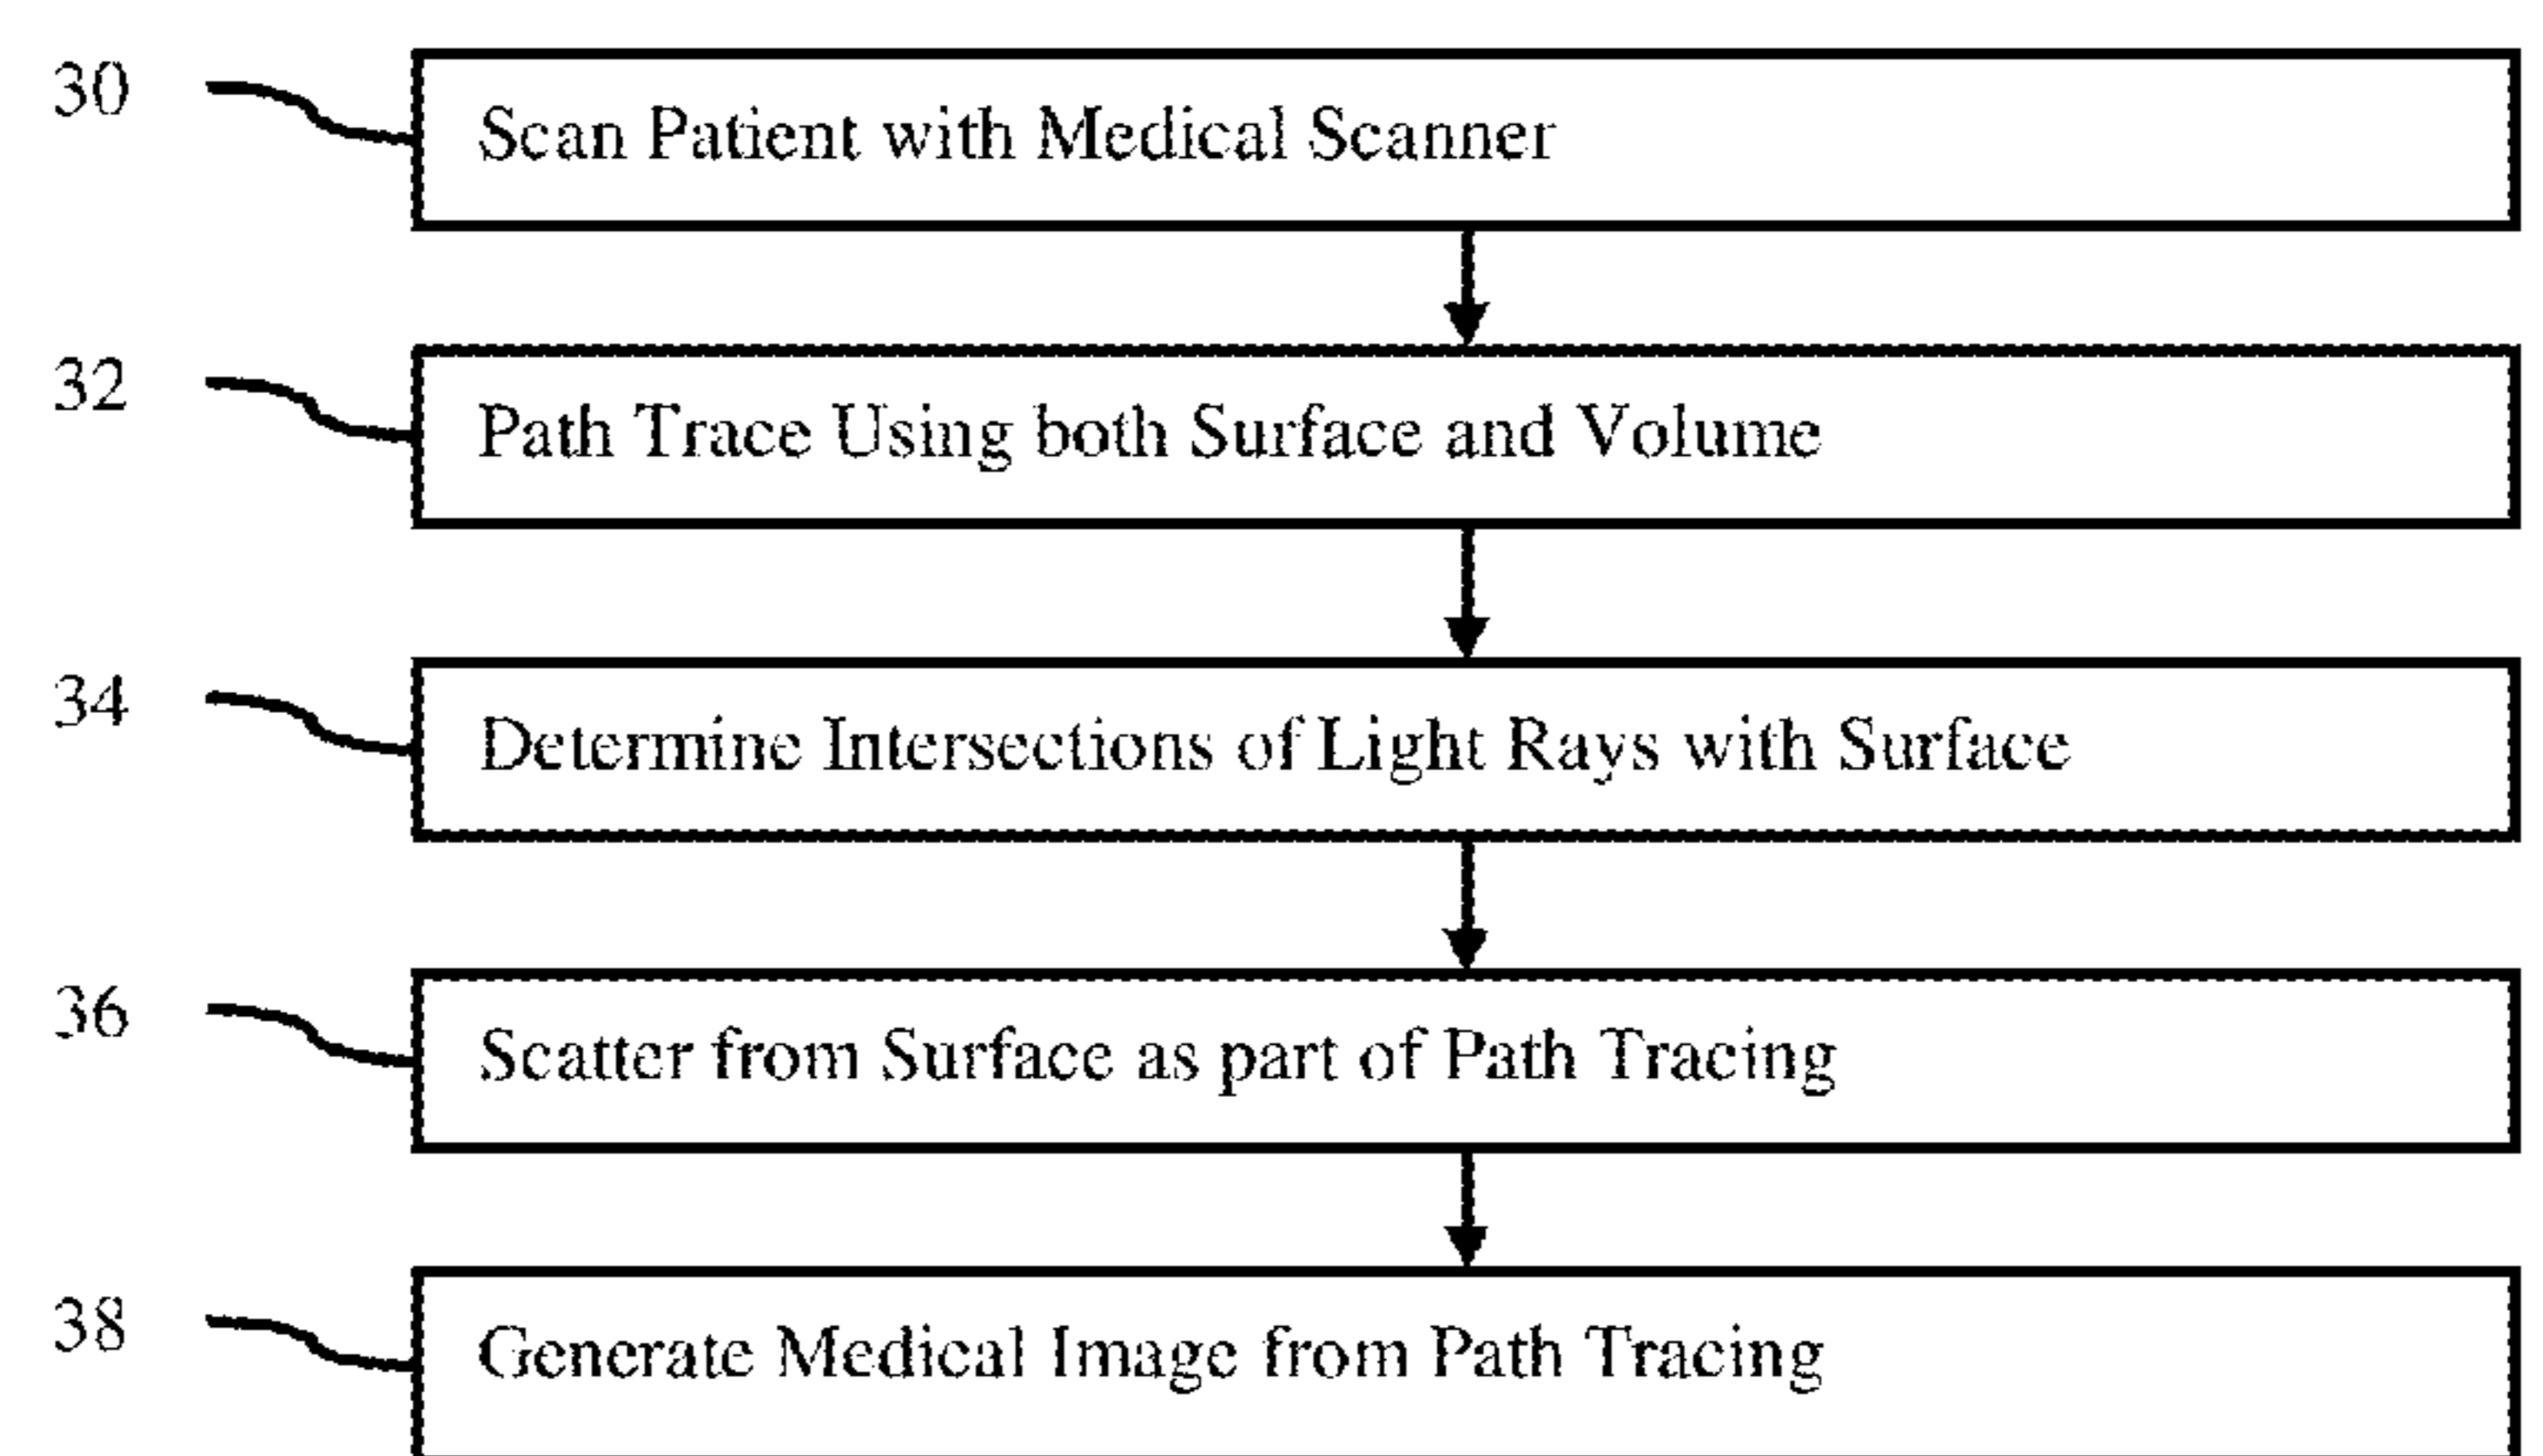 30 Scan Patient with Medical Scanner
32 Path Trace Using both Surface and Volume
34 Determine Intersections of Light Rays with Surface
36 Scatter from Surface as part of Path Tracing
38 Generate Medical Image from Path Tracing